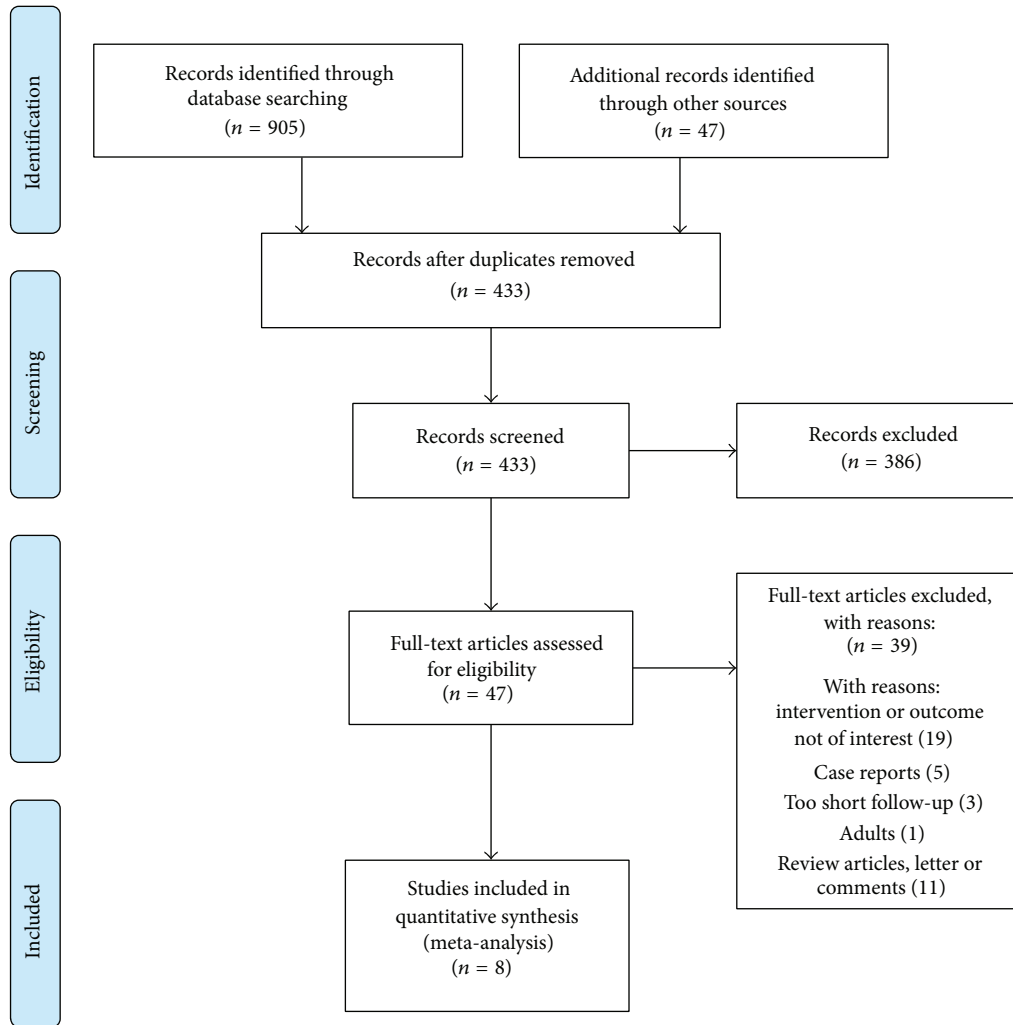 Identification
Records identified through
database searching
(n = 905)
Additional records identified
through other sources
(n = 47)
Records after duplicates removed
(n = 433)
Screening
Records screened
(n = 433)
Records excluded
(n = 386)
Eligibility
Full-text articles assessed
for eligibility
(n = 47)
Full-text articles excluded,
with reasons:
(n = 39)
With reasons:
intervention or outcome
not of interest (19)
Case reports (5)
Too short follow-up (3)
Adults (1)
Review articles, letter or
comments (11)
Included
Studies included in
quantitative synthesis
(meta-analysis)
(n = 8)